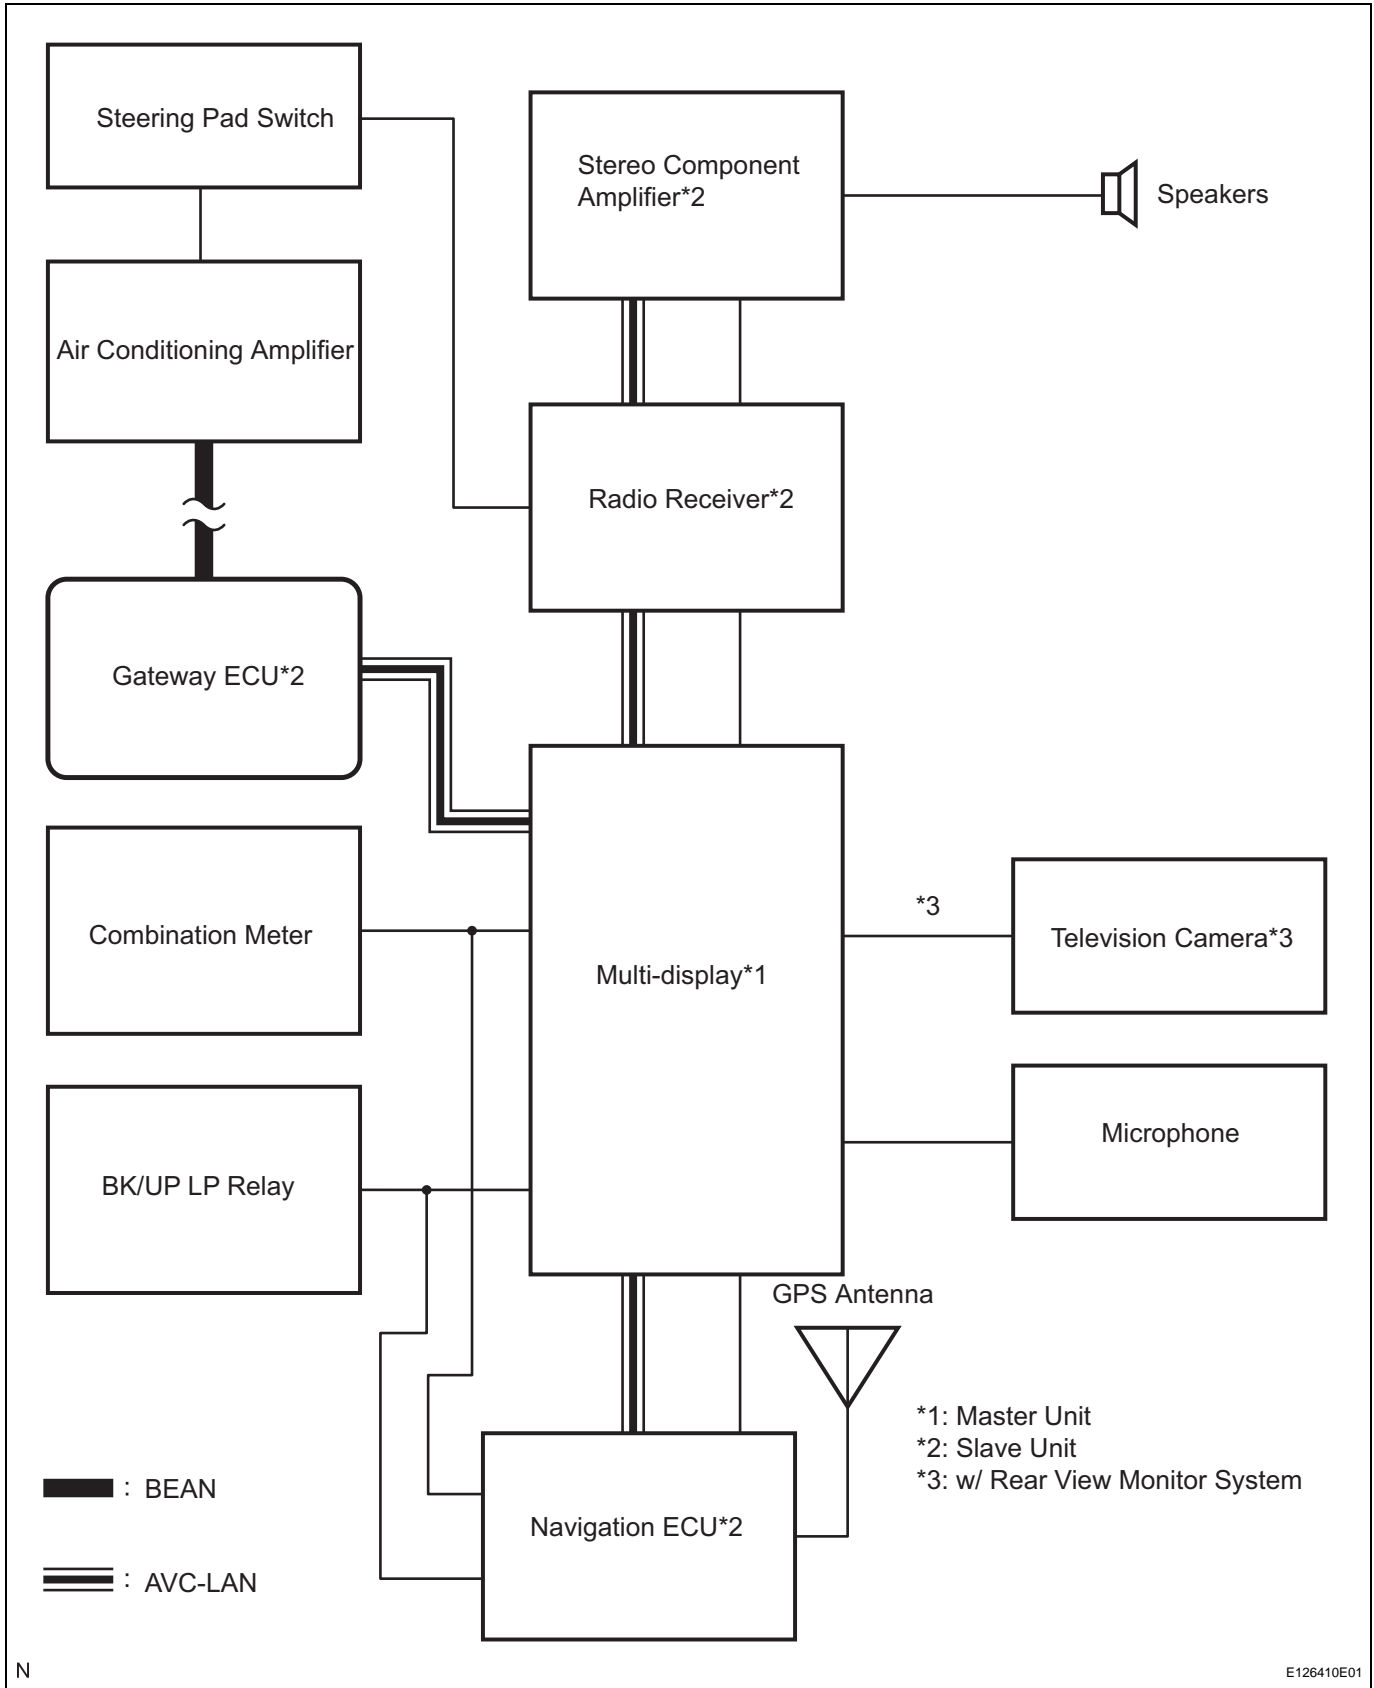 Steering Pad Switch
Stereo Component
Amplifier*2
Speakers
Air Conditioning Amplifier
Radio Receiver*2
Gateway ECU*2
Combination Meter
*3
Television Camera*3
Multi-display*1
Microphone
BK/UP LP Relay
GPS Antenna
*1: Master Unit
*2: Slave Unit
*3: w/ Rear View Monitor System
: BEAN
Navigation ECU*2
: AVC-LAN
N
E126410E01